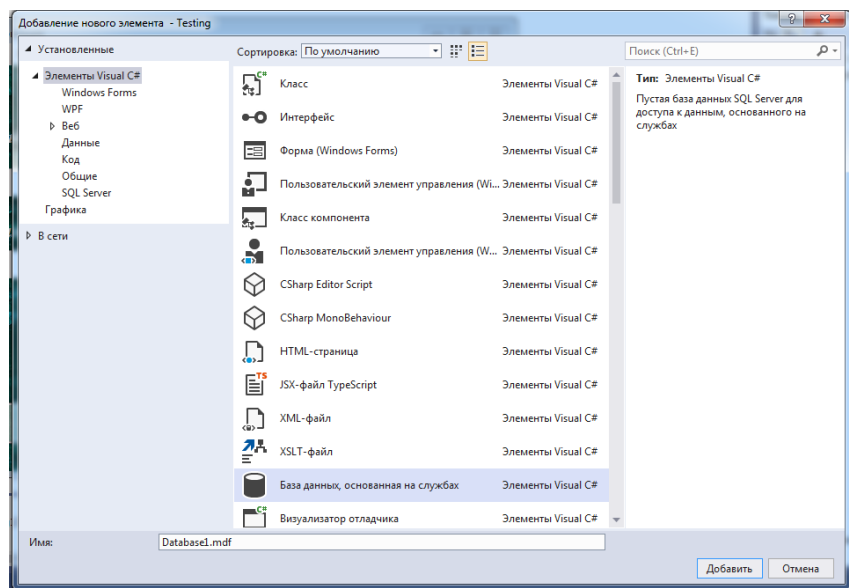 Добавление нового элемента - Testing
Установленные
Элементы Visual C#
Windows Forms
WPF
Веб
Данные
Код
Общие
SQL Server
Графика
В сети
Сортировка: По умолчанию
C# Класс Элементы Visual C#
Интерфейс Элементы Visual C#
Форма (Windows Forms) Элементы Visual C#
Пользовательский элемент управления (Wi... Элементы Visual C#
Класс компонента Элементы Visual C#
Пользовательский элемент управления (W... Элементы Visual C#
CSharp Editor Script Элементы Visual C#
CSharp MonoBehaviour Элементы Visual C#
HTML-страница Элементы Visual C#
TS JSX-файл TypeScript Элементы Visual C#
XML-файл Элементы Visual C#
XSLT-файл Элементы Visual C#
База данных, основанная на службах Элементы Visual C#
C# Визуализатор отладчика Элементы Visual C#
Поиск (Ctrl+E)
Тип: Элементы Visual C#
Пустая база данных SQL Server для
доступа к данным, основанного на
службах
Имя: Database1.mdf
Добавить Отмена